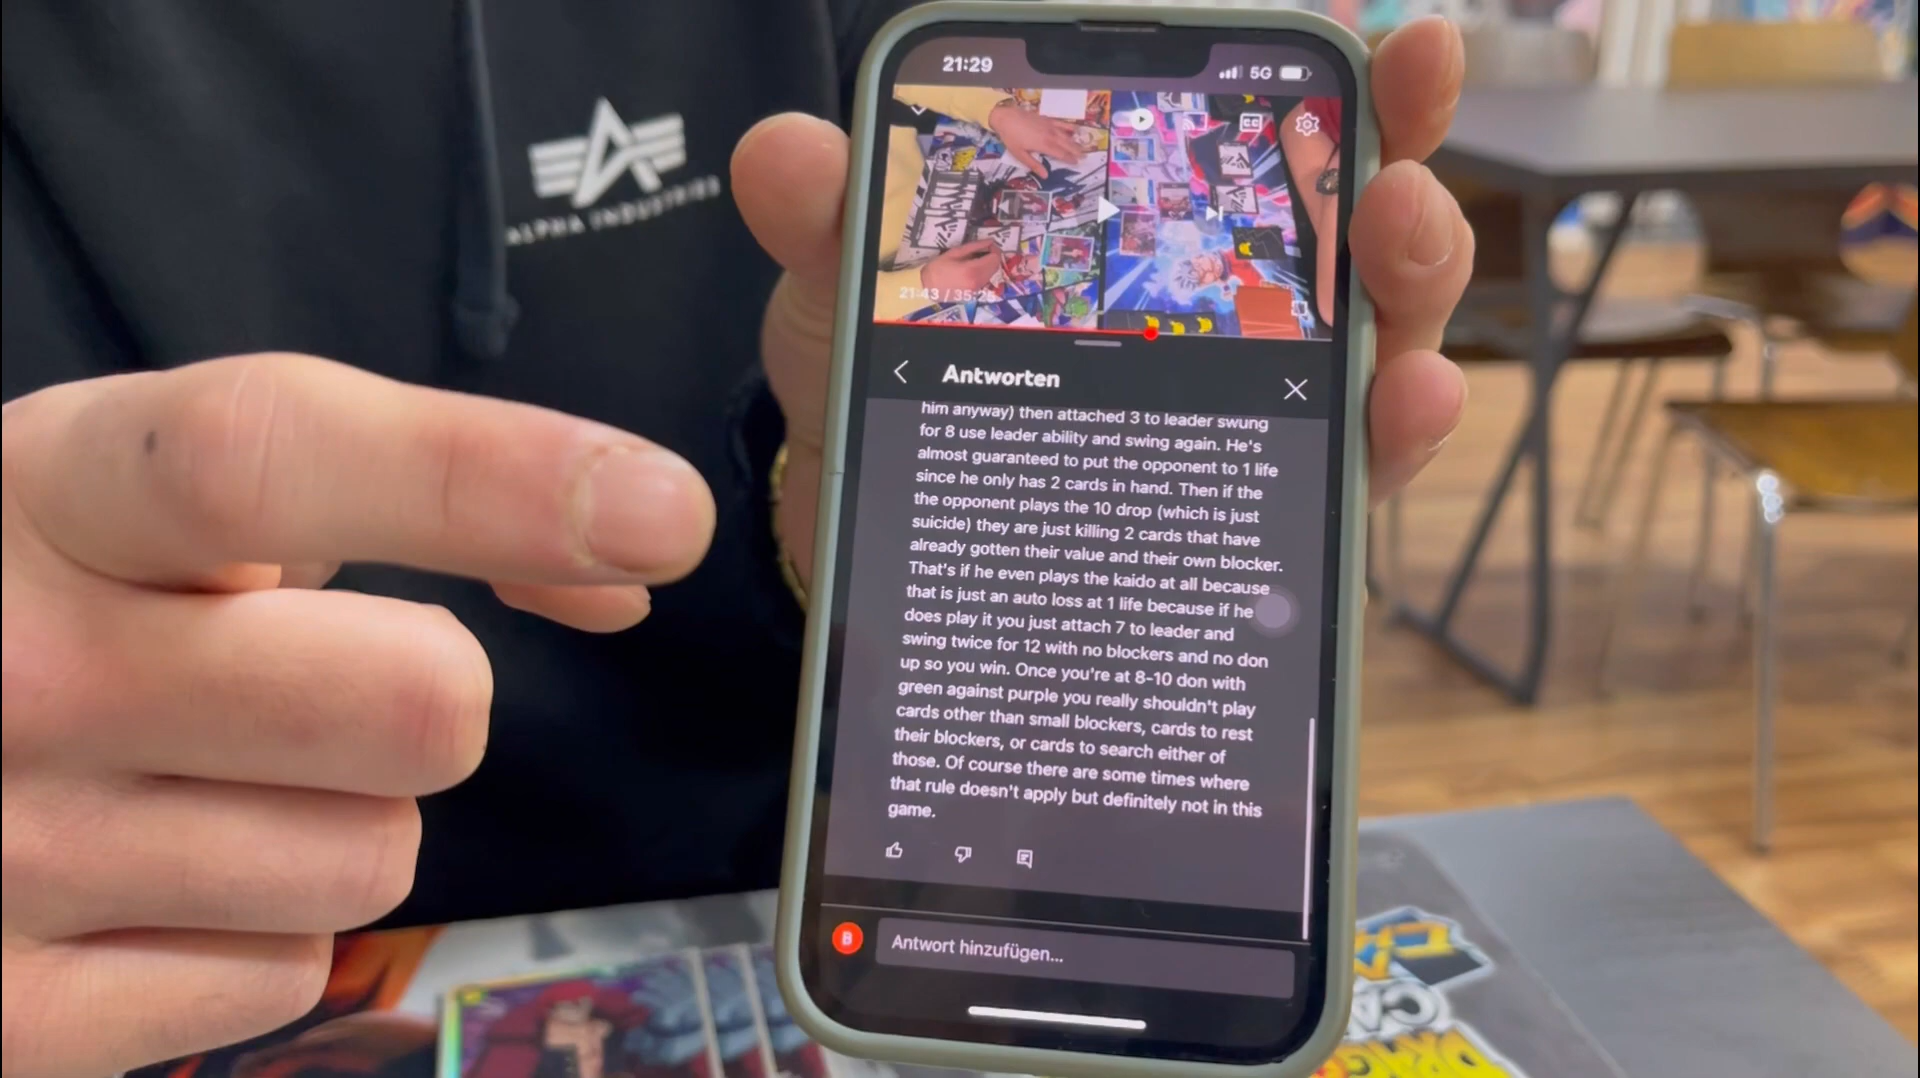 ALPHA INDUSTRIES
21:29
5G
CC
21:43 / 35:25
Antworten
him anyway) then attached 3 to leader swung
for 8 use leader ability and swing again. He's
almost guaranteed to put the opponent to 1 life
since he only has 2 cards in hand. Then if the
the opponent plays the 10 drop (which is just
suicide) they are just killing 2 cards that have
already gotten their value and their own blocker.
That's if he even plays the kaido at all because
that is just an auto loss at 1 life because if he
does play it you just attach 7 to leader and
swing twice for 12 with no blockers and no don
up so you win. Once you're at 8-10 don with
green against purple you really shouldn't play
cards other than small blockers, cards to rest
their blockers, or cards to search either of
those. Of course there are some times where
that rule doesn't apply but definitely not in this
game.
B
Antwort hinzufügen...